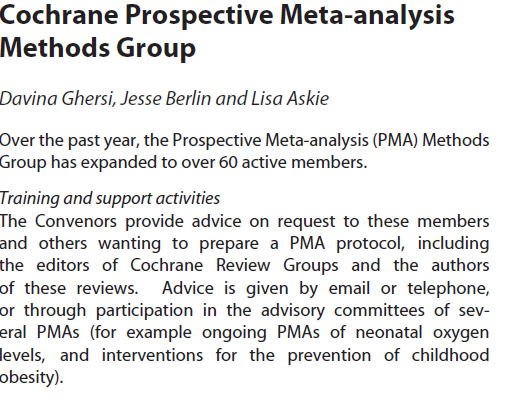 Cochrane Prospective Meta-analysis
Methods Group
Davina Ghersi, Jesse Berlin and Lisa Askie
Over the past year, the Prospective Meta-analysis (PMA) Methods
Group has expanded to over 60 active members.
Training and support activities
The Convenors provide advice on request to these members
and others wanting to prepare a PMA protocol, including
the editors of Cochrane Review Groups and the authors
of these reviews. Advice is given by email or telephone,
or through participation in the advisory committees of sev-
eral PMAs (for example ongoing PMAs of neonatal oxygen
levels, and interventions for the prevention of childhood
obesity).